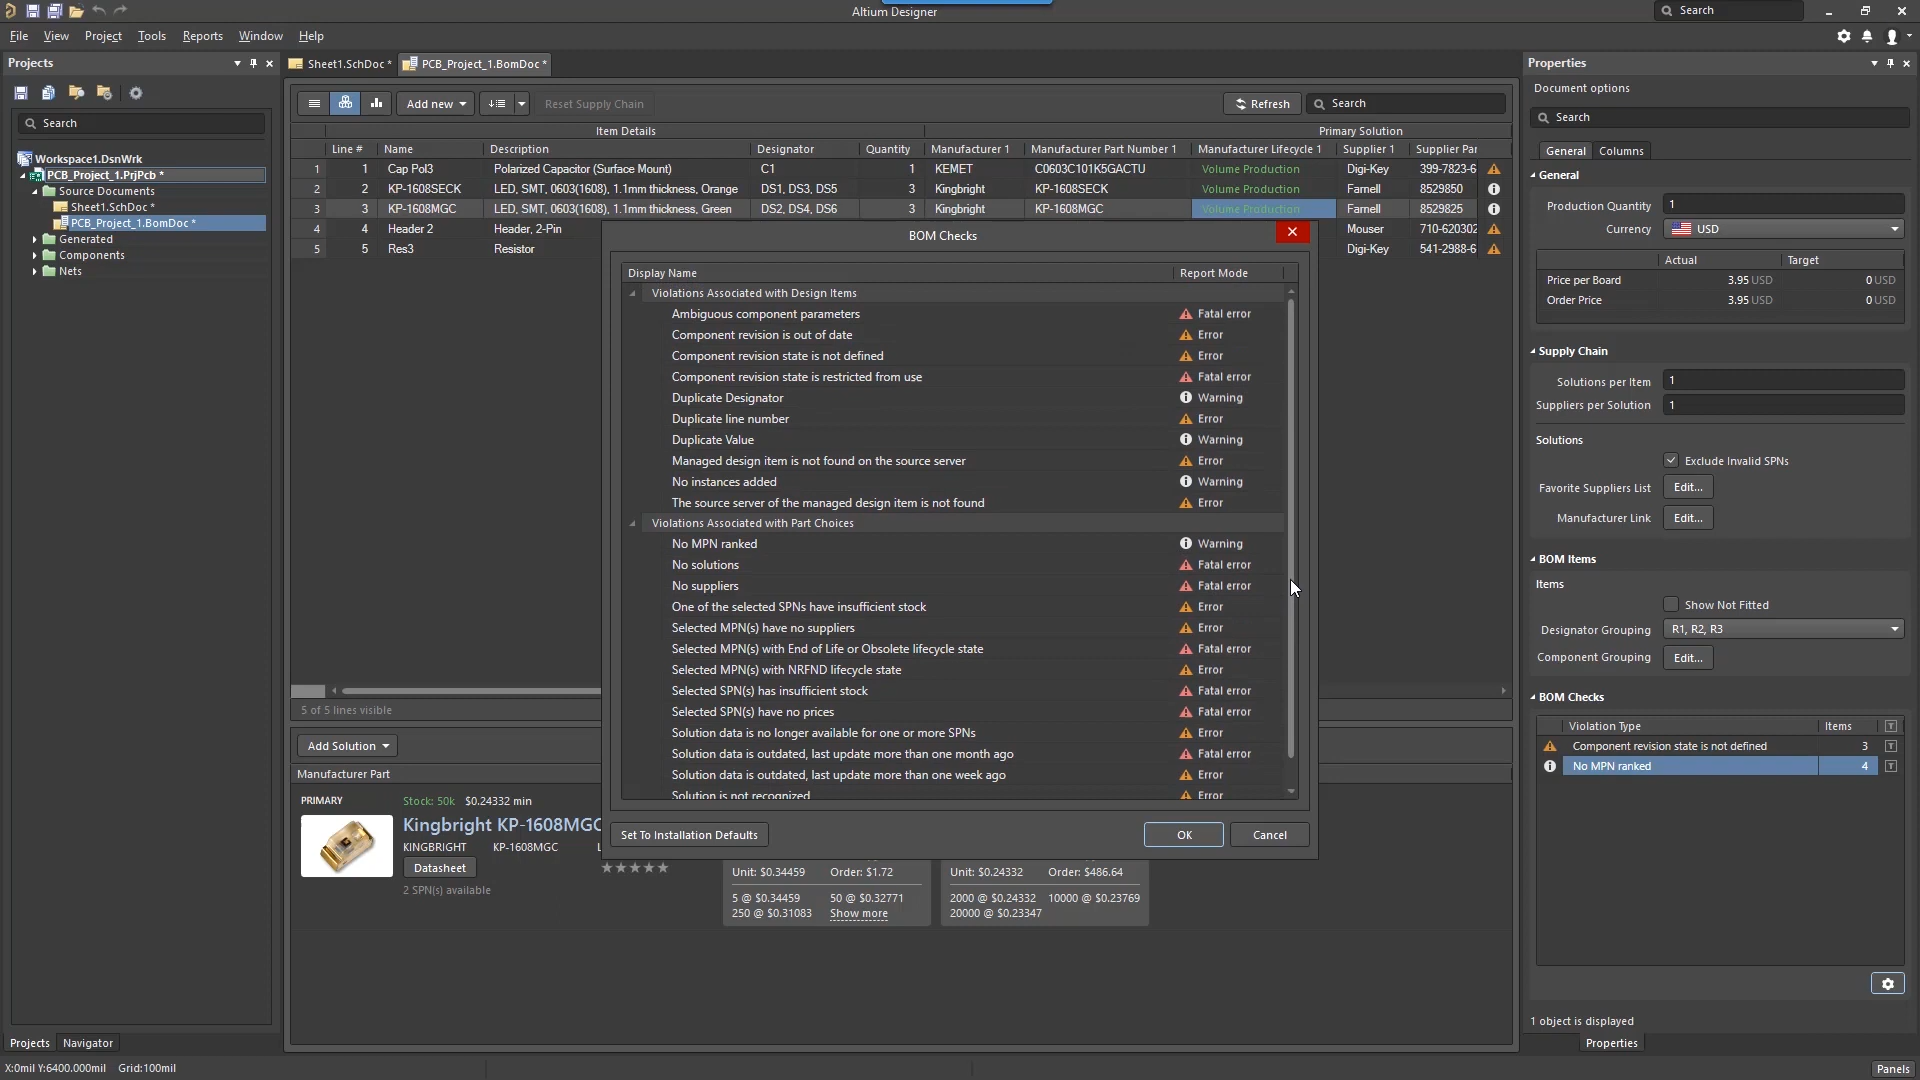 Altium Designer
Search
File View Project Tools Reports Window Help
Projects
Sheet1.SchDoc *
PCB_Project_1.BomDoc *
Properties
Document options
Add new
Reset Supply Chain
Refresh
Search
Search
Search
General Columns
Item Details
Primary Solution
Line # Name Description Designator Quantity Manufacturer 1 Manufacturer Part Number 1 Manufacturer Lifecycle 1 Supplier 1 Supplier Par
1 1 Cap Pol3 Polarized Capacitor (Surface Mount) C1 1 KEMET C0603C101K5GACTU Volume Production Digi-Key 399-7823-6
2 2 KP-1608SECK LED, SMT, 0603(1608), 1.1mm thickness, Orange DS1, DS3, DS5 3 Kingbright KP-1608SECK Volume Production Farnell 8529850
3 3 KP-1608MGC LED, SMT, 0603(1608), 1.1mm thickness, Green DS2, DS4, DS6 3 Kingbright KP-1608MGC Volume Production Farnell 8529825
4 4 Header 2 Header, 2-Pin Mouser 710-620302
5 5 Res3 Resistor Digi-Key 541-2988-6
Workspace1.DsnWrk
PCB_Project_1.PrjPcb *
Source Documents
Sheet1.SchDoc *
PCB_Project_1.BomDoc *
Generated
Components
Nets
BOM Checks
Display Name Report Mode
Violations Associated with Design Items
Ambiguous component parameters Fatal error
Component revision is out of date Error
Component revision state is not defined Error
Component revision state is restricted from use Fatal error
Duplicate Designator Warning
Duplicate line number Error
Duplicate Value Warning
Managed design item is not found on the source server Error
No instances added Warning
The source server of the managed design item is not found Error
Violations Associated with Part Choices
No MPN ranked Warning
No solutions Fatal error
No suppliers Fatal error
One of the selected SPNs have insufficient stock Error
Selected MPN(s) have no suppliers Error
Selected MPN(s) with End of Life or Obsolete lifecycle state Fatal error
Selected MPN(s) with NRFND lifecycle state Error
Selected SPN(s) has insufficient stock Fatal error
Selected SPN(s) have no prices Fatal error
Solution data is no longer available for one or more SPNs Error
Solution data is outdated, last update more than one month ago Fatal error
Solution data is outdated, last update more than one week ago Error
Solution is not recognized Error
Set To Installation Defaults OK Cancel
5 of 5 lines visible
Add Solution
Manufacturer Part
PRIMARY
Stock: 50k $0.24332 min
Kingbright KP-1608MGC
KINGBRIGHT KP-1608MGC L
Datasheet
2 SPN(s) available
Unit: $0.34459 Order: $1.72
5 @ $0.34459 50 @ $0.32771
250 @ $0.31083 Show more
Unit: $0.24332 Order: $486.64
2000 @ $0.24332 10000 @ $0.23769
20000 @ $0.23347
General
Production Quantity 1
Currency USD
Actual Target
Price per Board 3.95 USD 0 USD
Order Price 3.95 USD 0 USD
Supply Chain
Solutions per Item 1
Suppliers per Solution 1
Solutions
Exclude Invalid SPNs
Favorite Suppliers List Edit...
Manufacturer Link Edit...
BOM Items
Items
Show Not Fitted
Designator Grouping R1, R2, R3
Component Grouping Edit...
BOM Checks
Violation Type Items
Component revision state is not defined 3
No MPN ranked 4
1 object is displayed
Projects Navigator
Properties
X:0mil Y:6400.000mil Grid:100mil
Panels